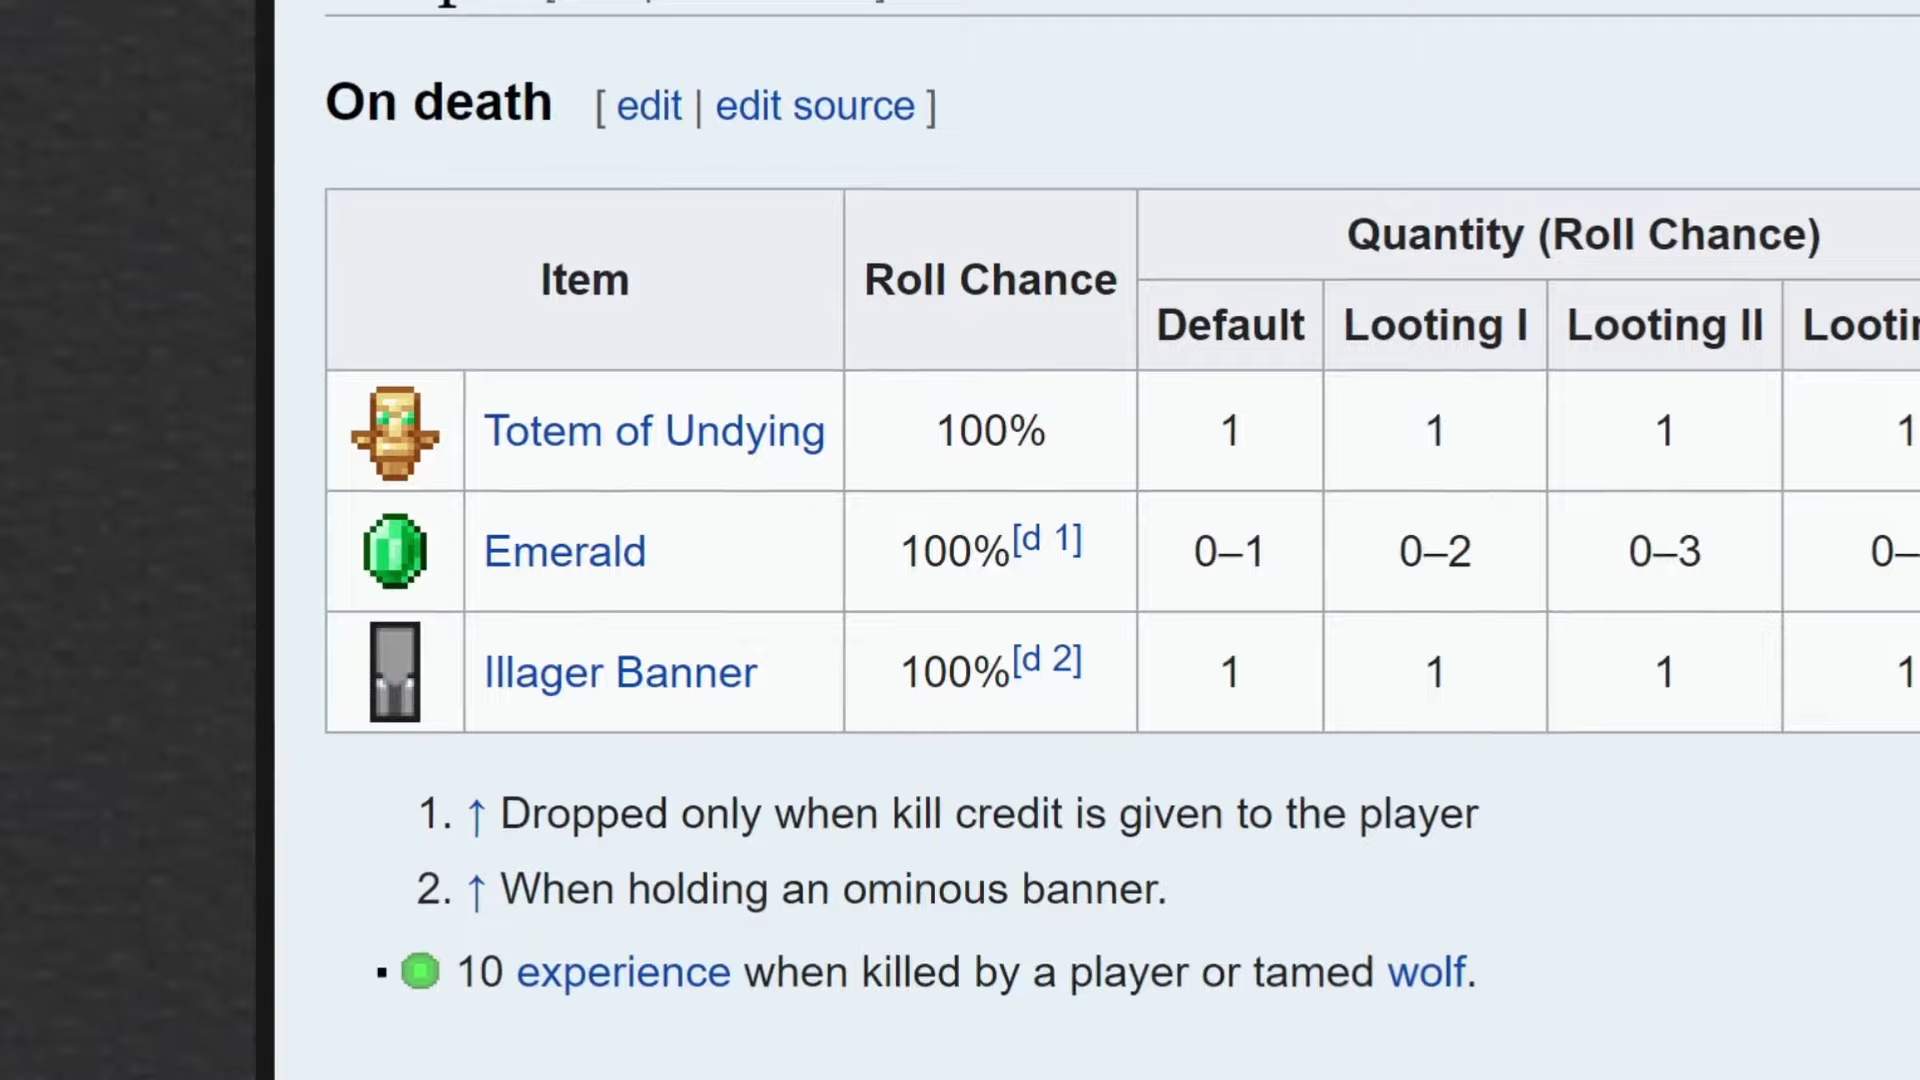 On death [ edit | edit source ]
Item Roll Chance Quantity (Roll Chance)
Default Looting I Looting II
Totem of Undying 100% 1 1 1 1
Emerald 100%[d 1] 0–1 0–2 0–3 0–
Illager Banner 100%[d 2] 1 1 1 1
1. ↑ Dropped only when kill credit is given to the player
2. ↑ When holding an ominous banner.
▪ 10 experience when killed by a player or tamed wolf.